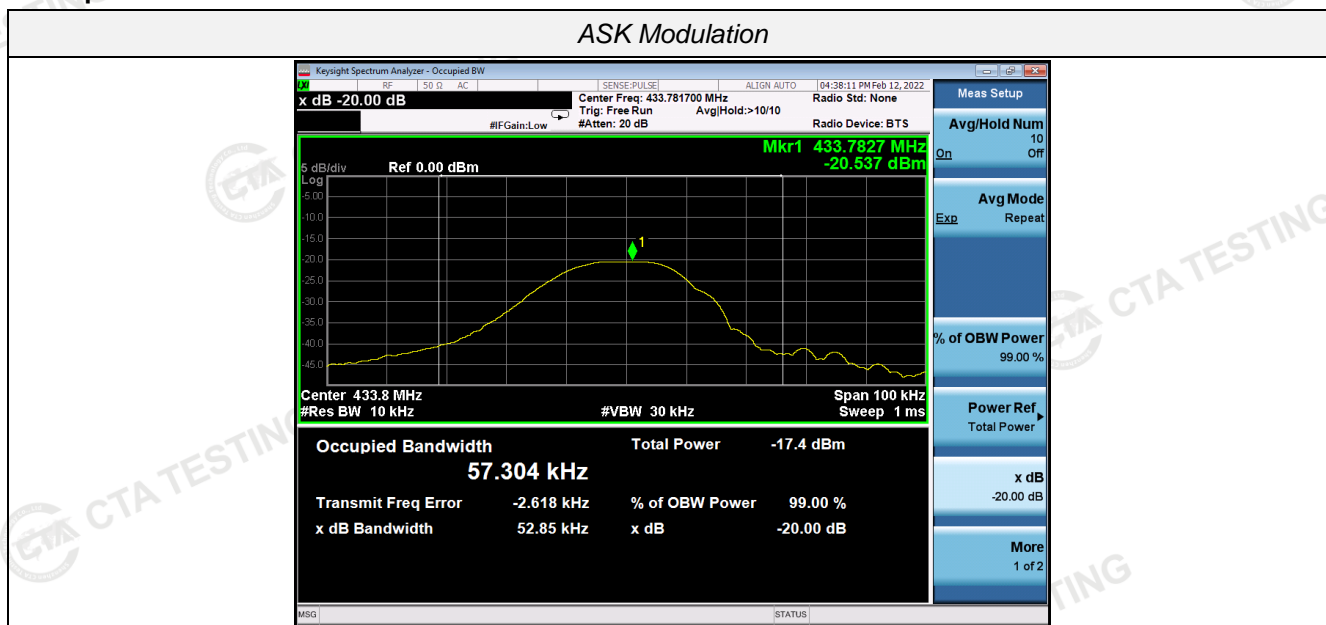 ASK Modulation
Keysight Spectrum Analyzer - Occupied BW
LXI RF 50 Ω AC SENSE:PULSE ALIGN AUTO 04:38:11 PM Feb 12, 2022
x dB -20.00 dB
Center Freq: 433.781700 MHz Radio Std: None
Trig: Free Run Avg|Hold:>10/10
#IFGain:Low #Atten: 20 dB Radio Device: BTS
Mkr1 433.7827 MHz
-20.537 dBm
5 dB/div Ref 0.00 dBm
Log
-5.00
-10.0
-15.0
1
-20.0
-25.0
-30.0
-35.0
-40.0
-45.0
Center 433.8 MHz Span 100 kHz
#Res BW 10 kHz #VBW 30 kHz Sweep 1 ms
Occupied Bandwidth Total Power -17.4 dBm
57.304 kHz
Transmit Freq Error -2.618 kHz % of OBW Power 99.00 %
x dB Bandwidth 52.85 kHz x dB -20.00 dB
MSG STATUS
Meas Setup
Avg/Hold Num
10
On Off
Avg Mode
Exp Repeat
% of OBW Power
99.00 %
Power Ref
Total Power
x dB
-20.00 dB
More
1 of 2
CTA TESTING
CTA TESTING
CTA TESTING
TING